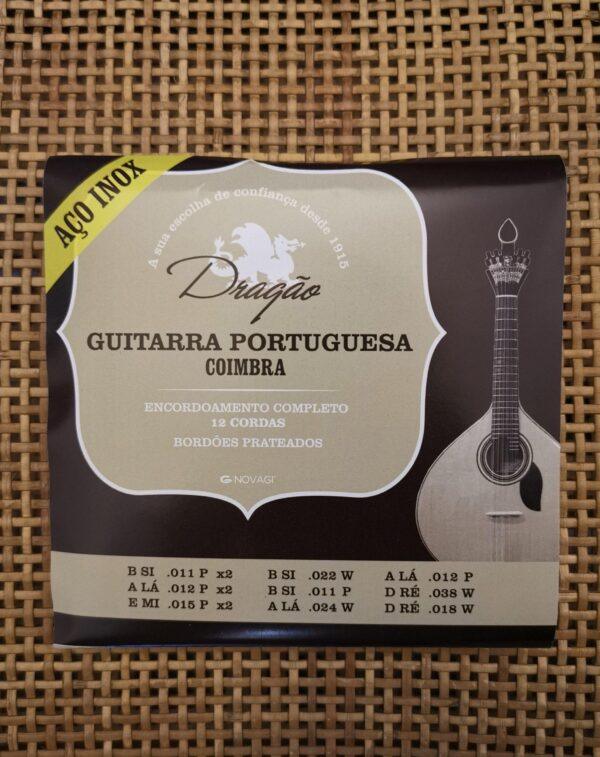 AÇO INOX
A sua escolha de confiança desde 1915
Dragão
GUITARRA PORTUGUESA
COIMBRA
ENCORDOAMENTO COMPLETO
12 CORDAS
BORDÕES PRATEADOS
G NOVAGI
B SI .011 P x2 B SI .022 W A LÁ .012 P
A LÁ .012 P x2 B SI .011 P D RÉ .038 W
E MI .015 P x2 A LÁ .024 W D RÉ .018 W